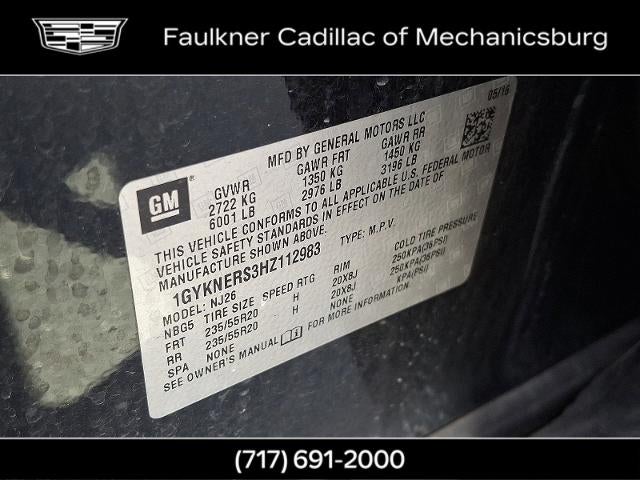 Faulkner Cadillac of Mechanicsburg
05/16
GM
MFD BY GENERAL MOTORS LLC
GVWR GAWR FRT GAWR RR
2722 KG 1350 KG 1450 KG
6001 LB 2976 LB 3196 LB
THIS VEHICLE CONFORMS TO ALL APPLICABLE U.S. FEDERAL MOTOR
VEHICLE SAFETY STANDARDS IN EFFECT ON THE DATE OF
MANUFACTURE SHOWN ABOVE.
1GYKNERS3HZ112983 TYPE: M.P.V.
MODEL: NJ26
NBG5 TIRE SIZE SPEED RTG RIM COLD TIRE PRESSURE
FRT 235/55R20 H 20X8J 250KPA(36PSI)
RR 235/55R20 H 20X8J 250KPA(36PSI)
SPA NONE NONE KPA(PSI)
SEE OWNER'S MANUAL FOR MORE INFORMATION
(717) 691-2000